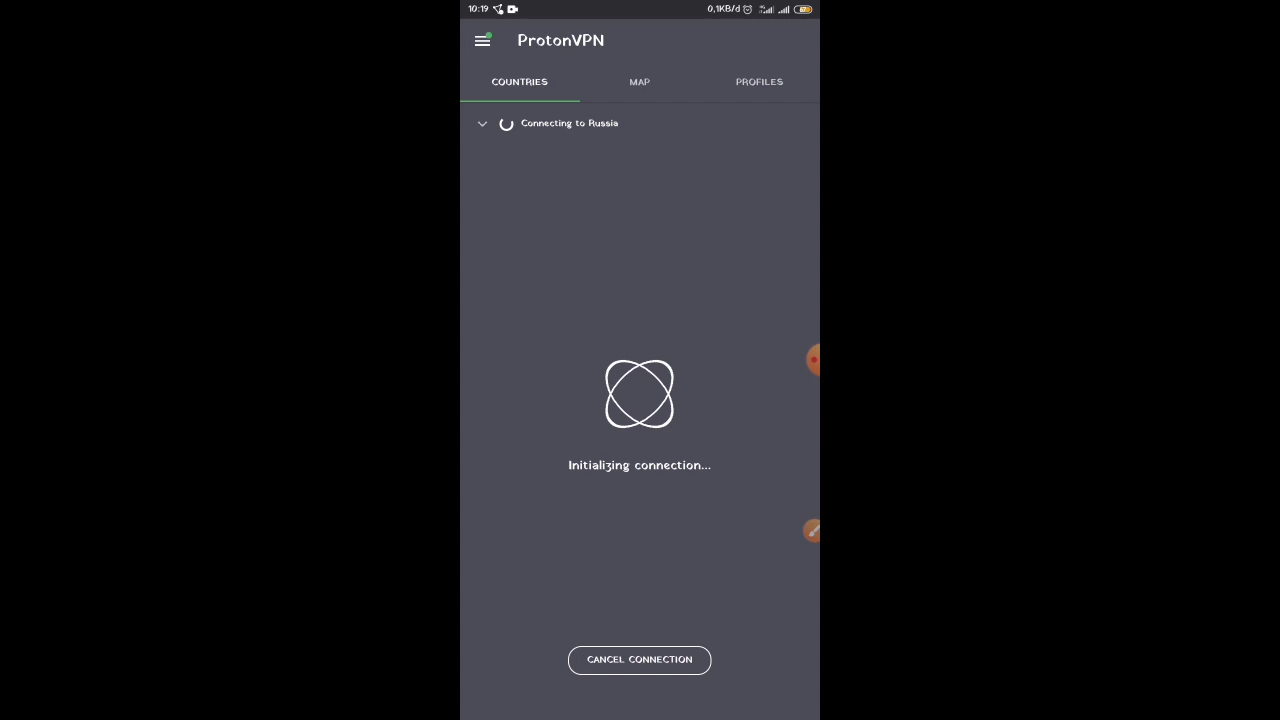 10:19
0,1KB/d
ProtonVPN
COUNTRIES
MAP
PROFILES
Connecting to Russia
Initializing connection...
CANCEL CONNECTION